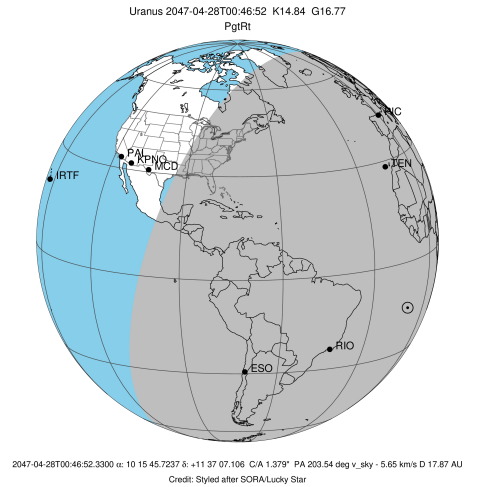 Uranus 2047-04-28T00:46:52 K14.84 G16.77
PgtRt
PIC
TEN
PAL
KPNO
MCD
IRTF
RIO
ESO
2047-04-28T00:46:52.3300 α: 10 15 45.7237 δ: +11 37 07.106 C/A 1.379" PA 203.54 deg v_sky - 5.65 km/s D 17.87 AU
Credit: Styled after SORA/Lucky Star